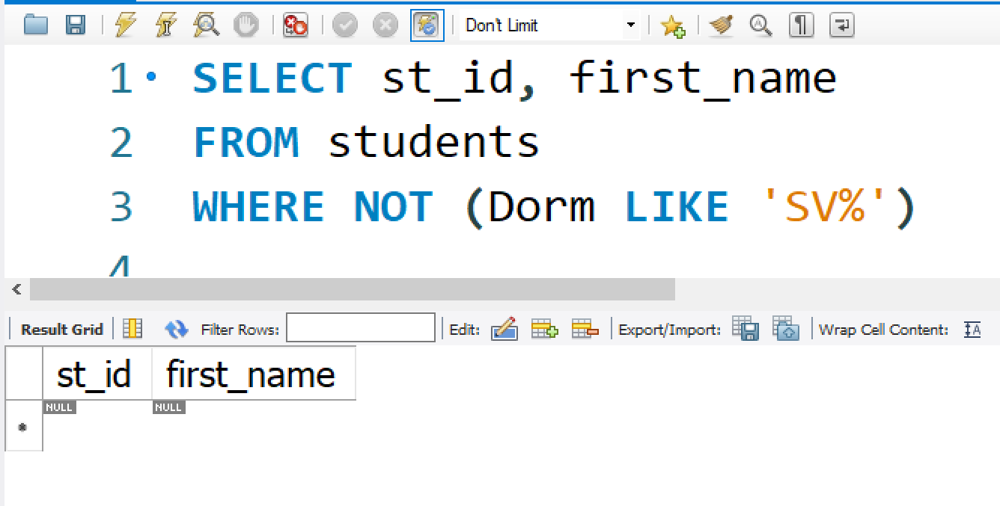 Don't Limit
1 SELECT st_id, first_name
2 FROM students
3 WHERE NOT (Dorm LIKE 'SV%')
4
Result Grid Filter Rows: Edit: Export/Import: Wrap Cell Content: IA
st_id first_name
NULL NULL